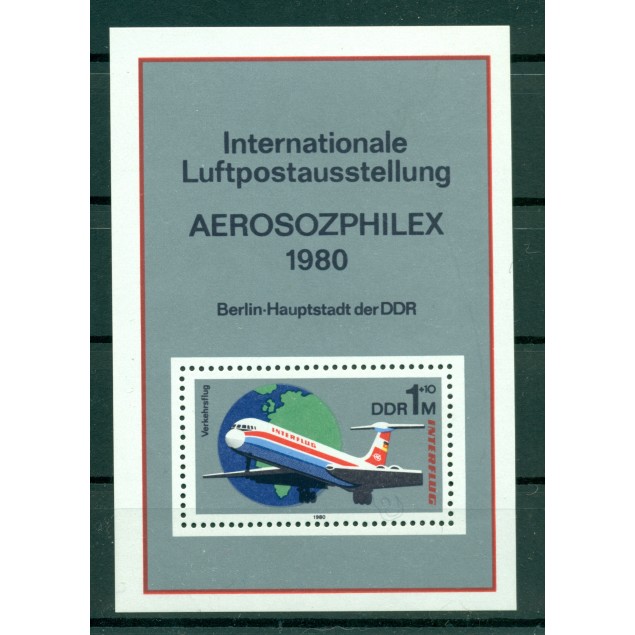 Internationale
Luftpostausstellung
AEROSOZPHILEX
1980
Berlin-Hauptstadt der DDR
Verkehrsflug
DDR 1+10 M
INTERFLUG
INTERFLUG
1980